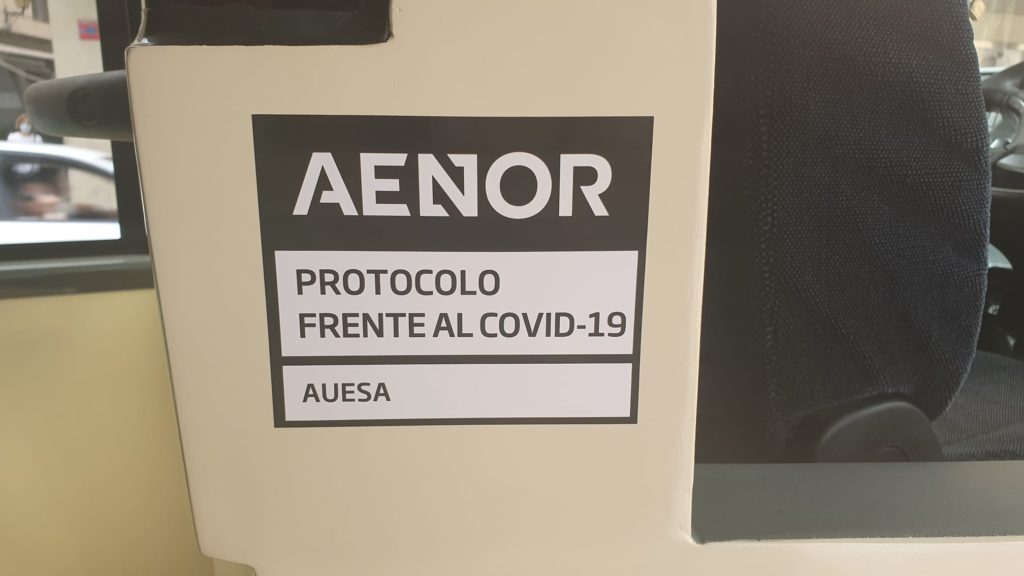 AENOR
PROTOCOLO
FRENTE AL COVID-19
AUESA